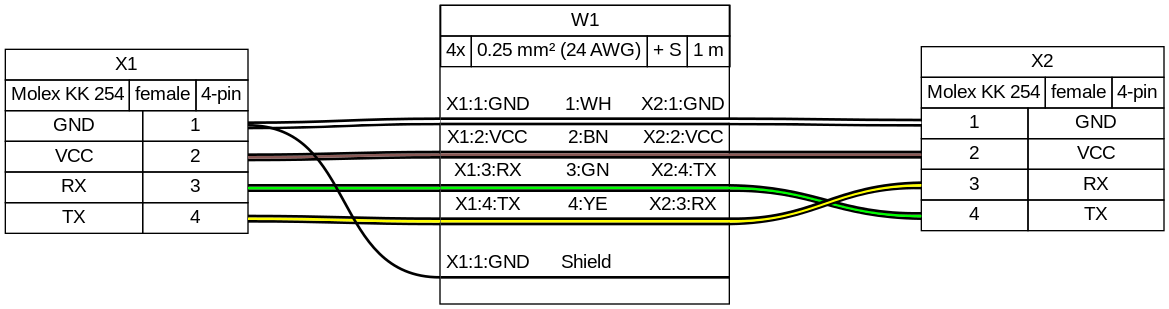 X1
Molex KK 254 female 4-pin
GND 1
VCC 2
RX 3
TX 4
W1
4x 0.25 mm² (24 AWG) + S 1 m
X1:1:GND 1:WH X2:1:GND
X1:2:VCC 2:BN X2:2:VCC
X1:3:RX 3:GN X2:4:TX
X1:4:TX 4:YE X2:3:RX
X1:1:GND Shield
X2
Molex KK 254 female 4-pin
1 GND
2 VCC
3 RX
4 TX